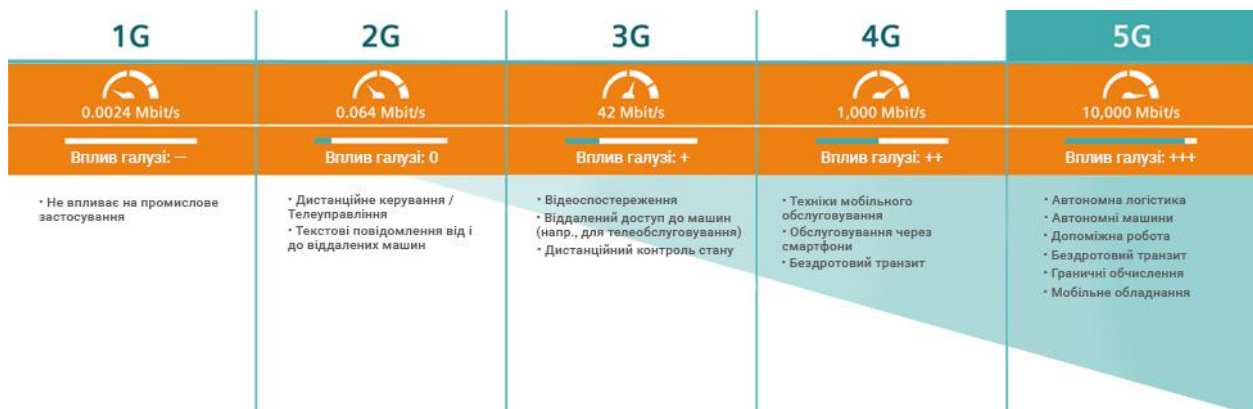 1G
2G
3G
4G
5G
0.0024 Mbit/s
0.064 Mbit/s
42 Mbit/s
1,000 Mbit/s
10,000 Mbit/s
Вплив галузі: —
Вплив галузі: 0
Вплив галузі: +
Вплив галузі: ++
Вплив галузі: +++
• Не впливає на промислове
застосування
• Дистанційне керування /
Телеуправління
• Текстові повідомлення від і
до віддалених машин
• Відеоспостереження
• Віддалений доступ до машин
(напр., для телеобслуговування)
• Дистанційний контроль стану
• Техніки мобільного
обслуговування
• Обслуговування через
смартфони
• Бездротовий транзит
• Автономна логістика
• Автономні машини
• Допоміжна робота
• Бездротовий транзит
• Граничні обчислення
• Мобільне обладнання